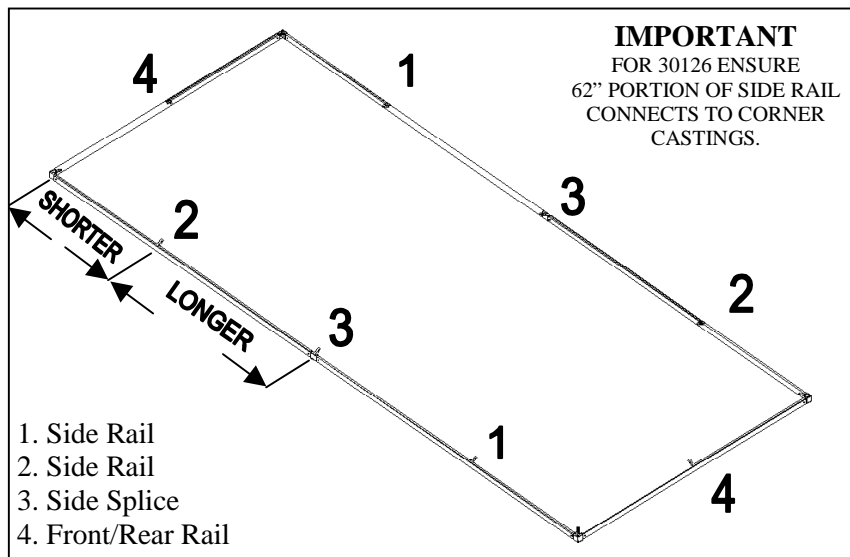 IMPORTANT
FOR 30126 ENSURE
62” PORTION OF SIDE RAIL
CONNECTS TO CORNER
CASTINGS.
4
1
3
2
SHORTER
2
LONGER
3
1
4
1. Side Rail
2. Side Rail
3. Side Splice
4. Front/Rear Rail